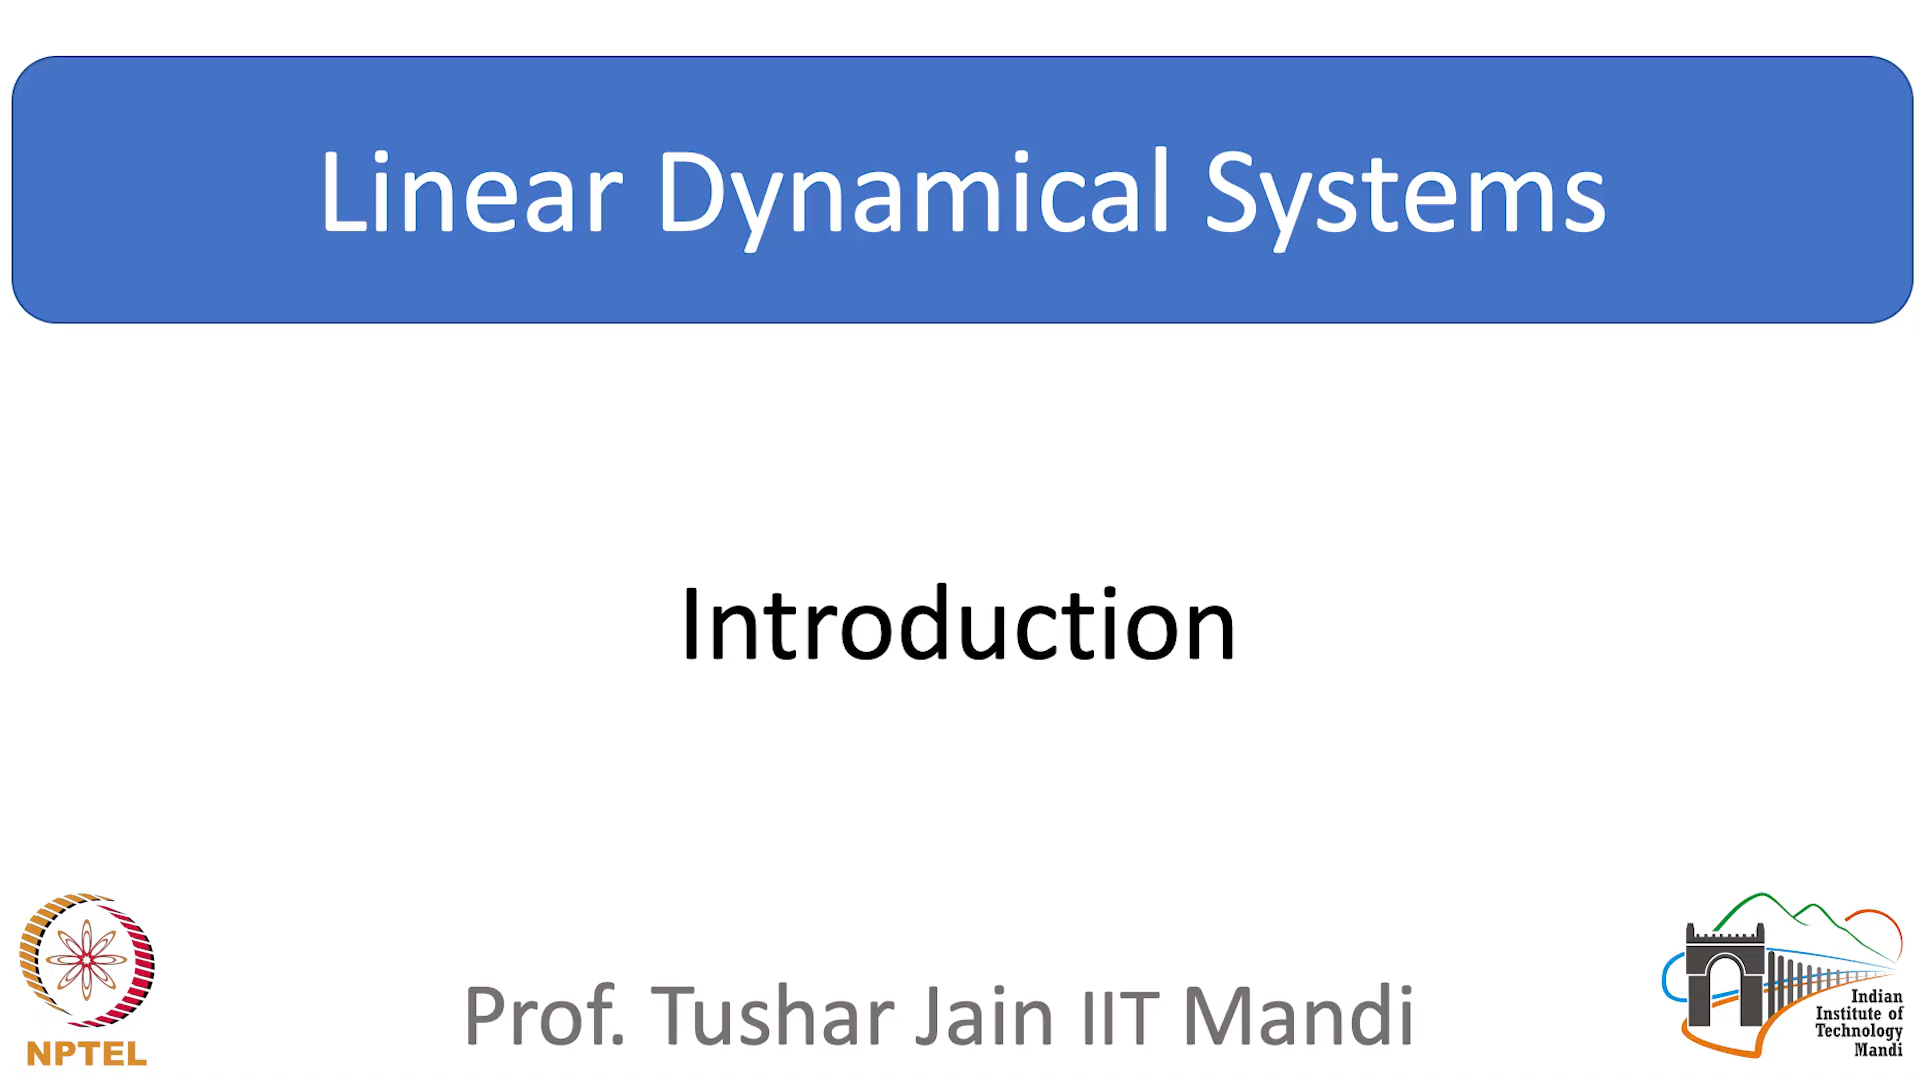 Linear Dynamical Systems
Introduction
Prof. Tushar Jain IIT Mandi
NPTEL
Indian
Institute of
Technology
Mandi